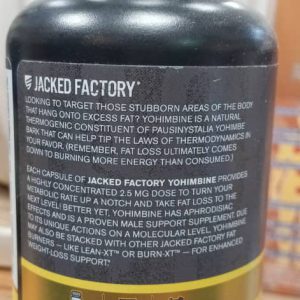 JACKED FACTORY
LOOKING TO TARGET THOSE STUBBORN AREAS OF THE BODY
THAT HANG ONTO EXCESS FAT? YOHIMBINE IS A NATURAL
THERMOGENIC CONSTITUENT OF PAUSINYSTALIA YOHIMBE
BARK THAT CAN HELP TIP THE LAWS OF THERMODYNAMICS IN
YOUR FAVOR. (REMEMBER, FAT LOSS ULTIMATELY COMES
DOWN TO BURNING MORE ENERGY THAN CONSUMED.)
EACH CAPSULE OF JACKED FACTORY YOHIMBINE PROVIDES
A HIGHLY CONCENTRATED 2.5 MG DOSE TO TURN YOUR
METABOLIC RATE UP A NOTCH AND TAKE FAT LOSS TO THE
NEXT LEVEL! BETTER YET, YOHIMBINE HAS APHRODISIAC
EFFECTS AND IS A PROVEN MALE SUPPORT SUPPLEMENT. DUE
TO ITS UNIQUE ACTIONS ON A MOLECULAR LEVEL, YOHIMBINE
MAY ALSO BE STACKED WITH OTHER JACKED FACTORY FAT
BURNERS — LIKE LEAN-XT™ OR BURN-XT™ — FOR ENHANCED
WEIGHT-LOSS SUPPORT.*